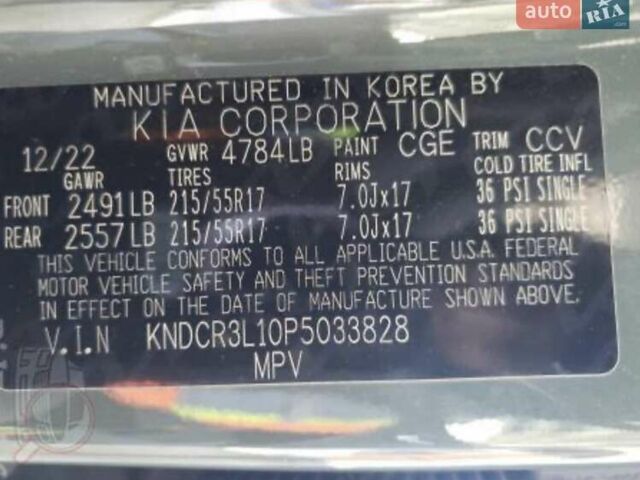 auto RIA
.com
MANUFACTURED IN KOREA BY
KIA CORPORATION
12/22 GVWR 4784LB PAINT CGE TRIM CCV
GAWR TIRES RIMS COLD TIRE INFL
FRONT 2491LB 215/55R17 7.0Jx17 36 PSI SINGLE
REAR 2557LB 215/55R17 7.0Jx17 36 PSI SINGLE
THIS VEHICLE CONFORMS TO ALL APPLICABLE U.S.A. FEDERAL
MOTOR VEHICLE SAFETY AND THEFT PREVENTION STANDARDS
IN EFFECT ON THE DATE OF MANUFACTURE SHOWN ABOVE.
V.I.N KNDCR3L10P5033828
MPV